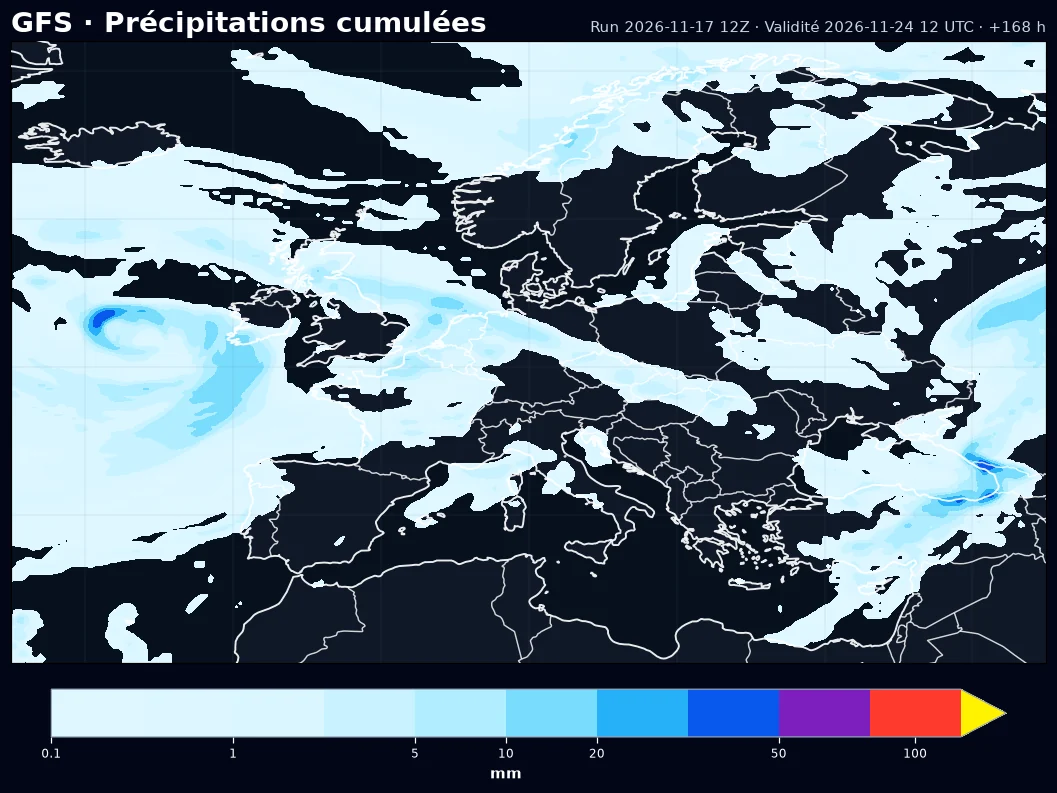 GFS · Précipitations cumulées
Run 2026-11-17 12Z · Validité 2026-11-24 12 UTC · +168 h
0.1 1 5 10 20 50 100
mm